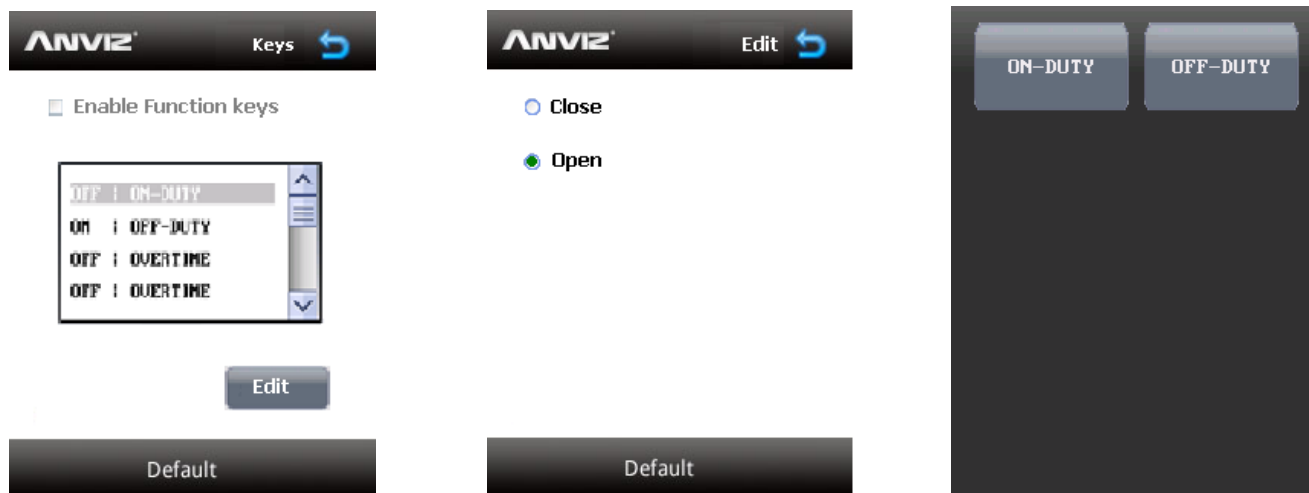 ANVIZ Keys
Enable Function keys
OFF : ON-DUTY
ON : OFF-DUTY
OFF : OVERTIME
OFF : OVERTIME
Edit
Default
ANVIZ Edit
Close
Open
Default
ON-DUTY OFF-DUTY